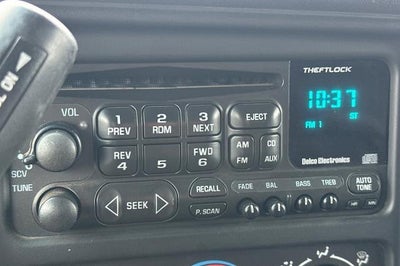 THEFTLOCK
VOL
1 PREV
2 RDM
3 NEXT
EJECT
10:37
ST
FM 1
REV 4
5
FWD 6
AM FM
CD AUX
Delco Electronics
SCV
TUNE
SEEK
RECALL
P.SCAN
FADE
BAL
BASS
TREB
AUTO TONE
ON